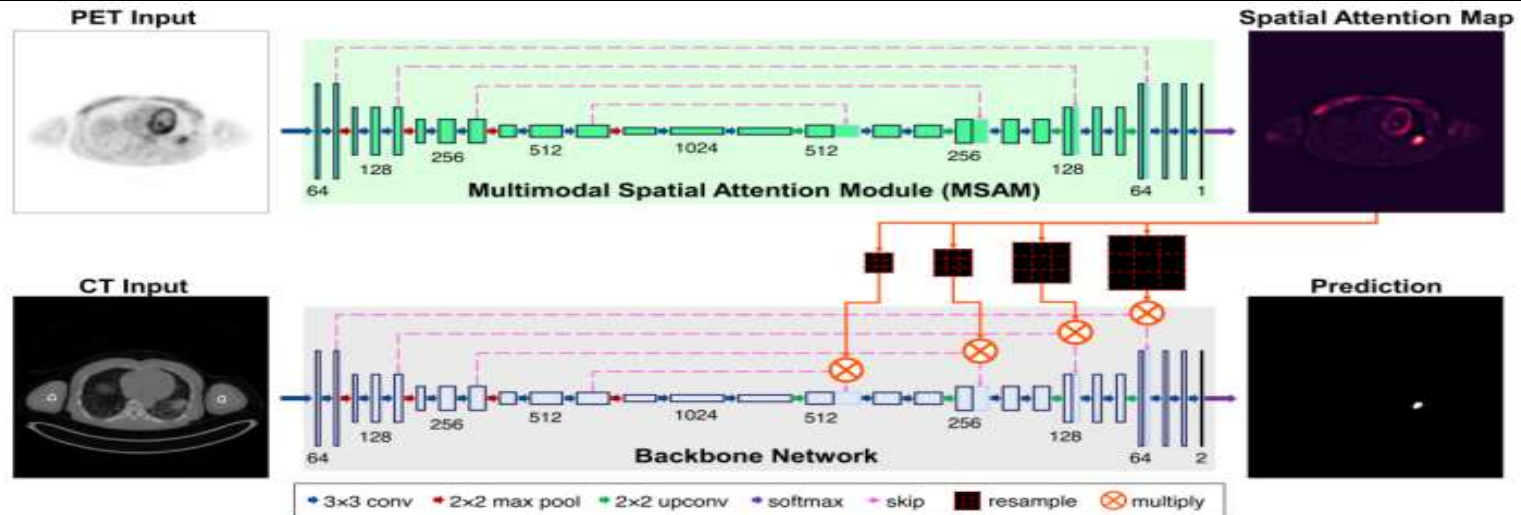 PET Input
Spatial Attention Map
64
128
256
512
1024
512
256
128
64
1
Multimodal Spatial Attention Module (MSAM)
CT Input
Prediction
64
128
256
512
1024
512
256
128
64
2
Backbone Network
3×3 conv 2×2 max pool 2×2 upconv softmax skip resample multiply